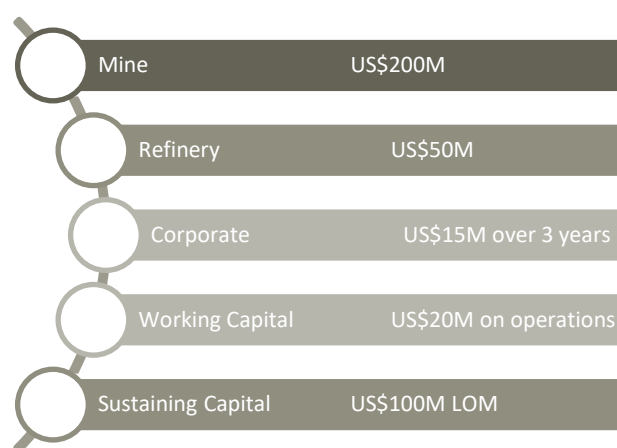 Mine US$200M
Refinery US$50M
Corporate US$15M over 3 years
Working Capital US$20M on operations
Sustaining Capital US$100M LOM